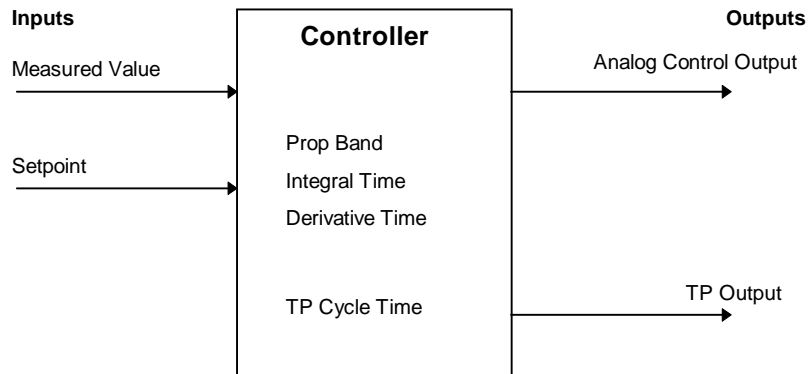 Inputs
Outputs
Controller
Measured Value
Analog Control Output
Prop Band
Setpoint
Integral Time
Derivative Time
TP Output
TP Cycle Time